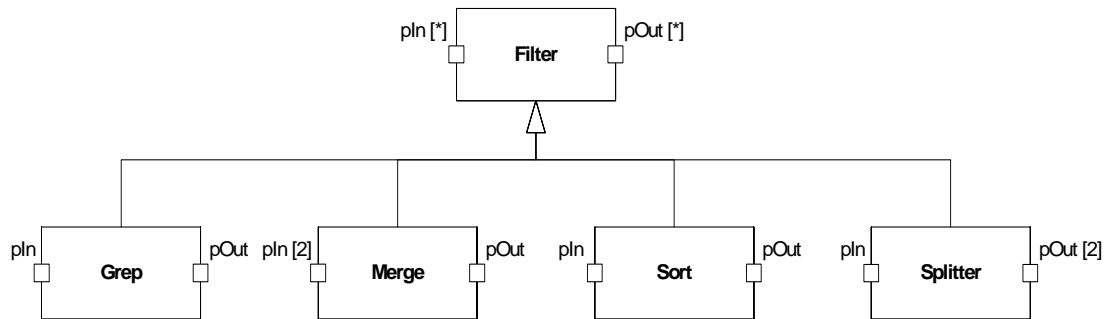 pIn [*]
pOut [*]
Filter
pIn
pOut
Grep
pIn [2]
pOut
Merge
pIn
pOut
Sort
pIn
pOut [2]
Splitter